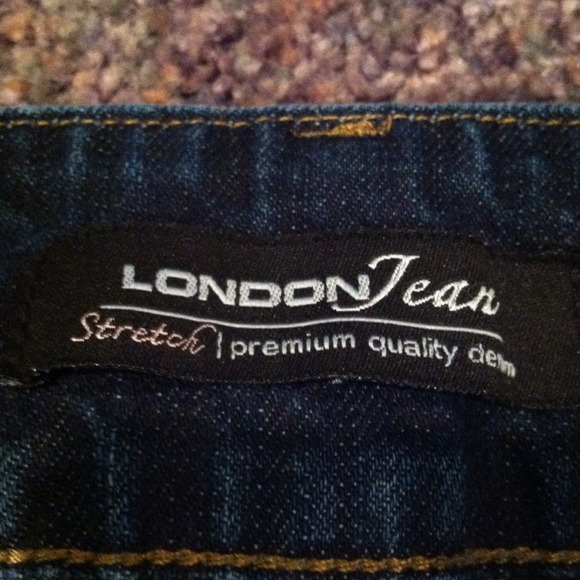 LONDON Jean
Stretch | premium quality denim